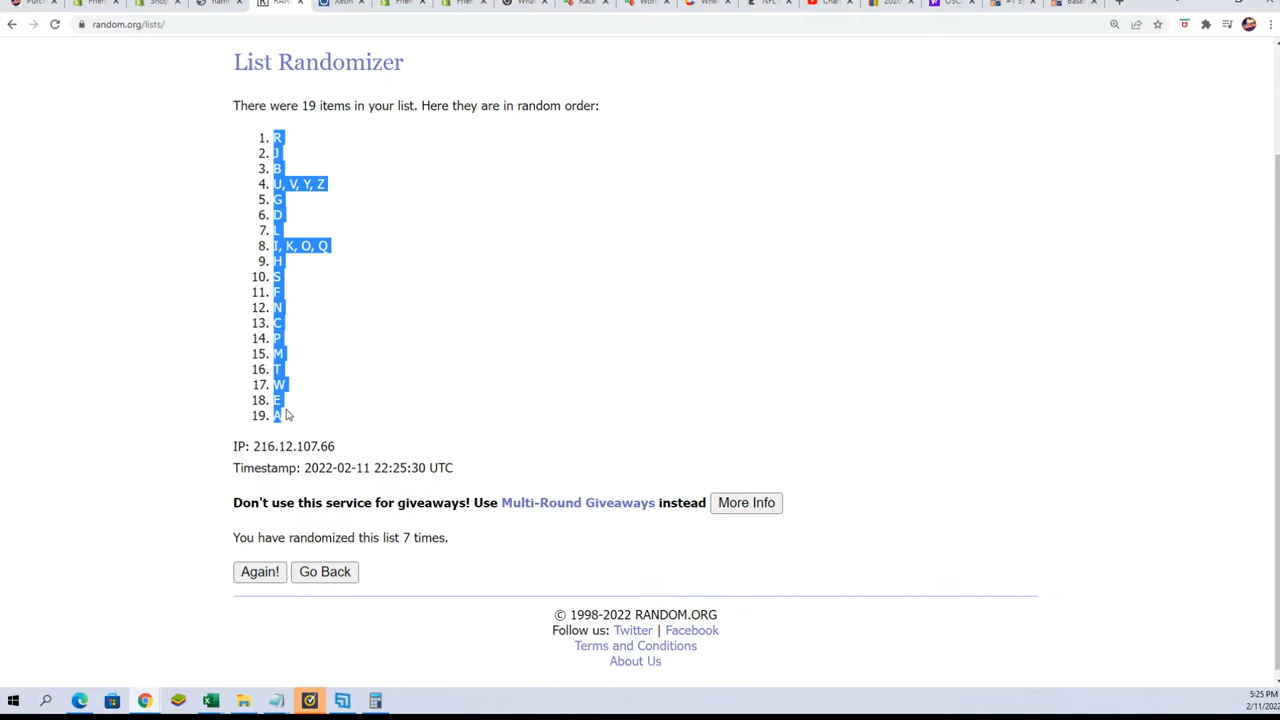 random.org/lists/
List Randomizer
There were 19 items in your list. Here they are in random order:
1. R
2. J
3. B
4. U, V, Y, Z
5. G
6. D
7. L
8. I, K, O, Q
9. H
10. S
11. F
12. N
13. C
14. P
15. M
16. T
17. W
18. E
19. A
IP: 216.12.107.66
Timestamp: 2022-02-11 22:25:30 UTC
Don't use this service for giveaways! Use Multi-Round Giveaways instead More Info
You have randomized this list 7 times.
Again! Go Back
© 1998-2022 RANDOM.ORG
Follow us: Twitter | Facebook
Terms and Conditions
About Us
5:25 PM